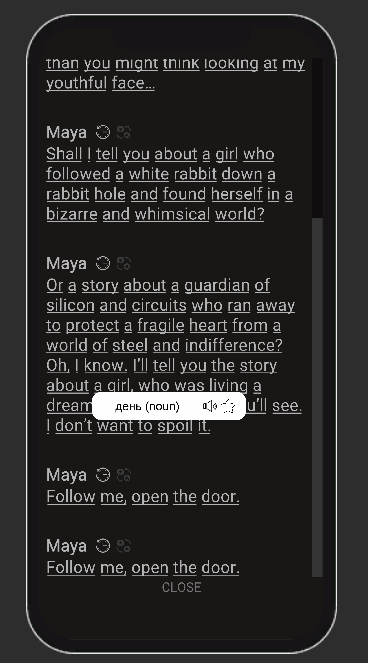 than you might think looking at my
youthful face...
Maya
Shall I tell you about a girl who
followed a white rabbit down a
rabbit hole and found herself in a
bizarre and whimsical world?
Maya
Or a story about a guardian of
silicon and circuits who ran away
to protect a fragile heart from a
world of steel and indifference?
Oh, I know. I'll tell you the story
about a girl, who was living a
dream
день (noun)
u'll see.
I don't want to spoil it.
Maya
Follow me, open the door.
Maya
Follow me, open the door.
CLOSE